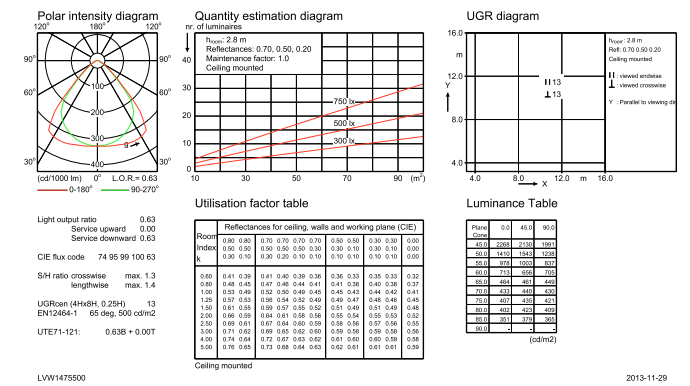 Polar intensity diagram
120° 180° 120°
90° 90°
60° 60°
100
200
300
400
g
30° 30°
(cd/1000 lm) 0° L.O.R.= 0.63
0-180° 90-270°
Quantity estimation diagram
nr. of luminaires
hroom: 2.8 m
Reflectances: 0.70, 0.50, 0.20
Maintenance factor: 1.0
Ceiling mounted
40
30
20
10
0
750 lx
500 lx
300 lx
10 30 50 70 90 (m²)
UGR diagram
16.0
m
12.0
Y
8.0
4.0
13
13
4.0 8.0 m 12.0 16.0
X
hroom: 2.8 m
Refl: 0.70 0.50 0.20
Ceiling mounted
: viewed endwise
: viewed crosswise
Y : Parallel to viewing dir
Light output ratio 0.63
Service upward 0.00
Service downward 0.63
CIE flux code 74 95 99 100 63
S/H ratio crosswise max. 1.3
lengthwise max. 1.4
UGRcen (4Hx8H, 0.25H) 13
EN12464-1 65 deg, 500 cd/m2
UTE71-121: 0.63B + 0.00T
Utilisation factor table
Room Index k
Reflectances for ceiling, walls and working plane (CIE)
0.80 0.80 0.70 0.70 0.70 0.70 0.50 0.50 0.30 0.30 0.00
0.50 0.50 0.50 0.50 0.50 0.30 0.30 0.10 0.30 0.10 0.00
0.30 0.10 0.30 0.20 0.10 0.10 0.10 0.10 0.10 0.10 0.00
0.60 0.41 0.39 0.41 0.40 0.39 0.36 0.36 0.33 0.35 0.33 0.32
0.80 0.48 0.45 0.47 0.46 0.44 0.41 0.41 0.38 0.40 0.38 0.37
1.00 0.53 0.49 0.52 0.50 0.49 0.45 0.45 0.43 0.44 0.42 0.41
1.25 0.57 0.53 0.56 0.54 0.52 0.49 0.49 0.47 0.48 0.46 0.45
1.50 0.61 0.55 0.59 0.57 0.55 0.52 0.51 0.49 0.51 0.49 0.48
2.00 0.66 0.59 0.64 0.61 0.58 0.56 0.55 0.54 0.54 0.53 0.52
2.50 0.69 0.61 0.67 0.64 0.60 0.59 0.58 0.56 0.57 0.56 0.54
3.00 0.71 0.62 0.69 0.65 0.62 0.60 0.59 0.58 0.58 0.57 0.56
4.00 0.74 0.64 0.72 0.67 0.63 0.62 0.61 0.60 0.60 0.59 0.58
5.00 0.76 0.65 0.73 0.68 0.64 0.63 0.62 0.61 0.61 0.60 0.59
Ceiling mounted
Luminance Table
Plane Cone 0.0 45.0 90.0
45.0 2268 2130 1991
50.0 1410 1543 1238
55.0 978 1003 837
60.0 713 656 705
65.0 464 461 449
70.0 433 440 430
75.0 407 435 421
80.0 402 423 409
85.0 351 379 365
90.0 - - -
(cd/m2)
LVW1475500
2013-11-29